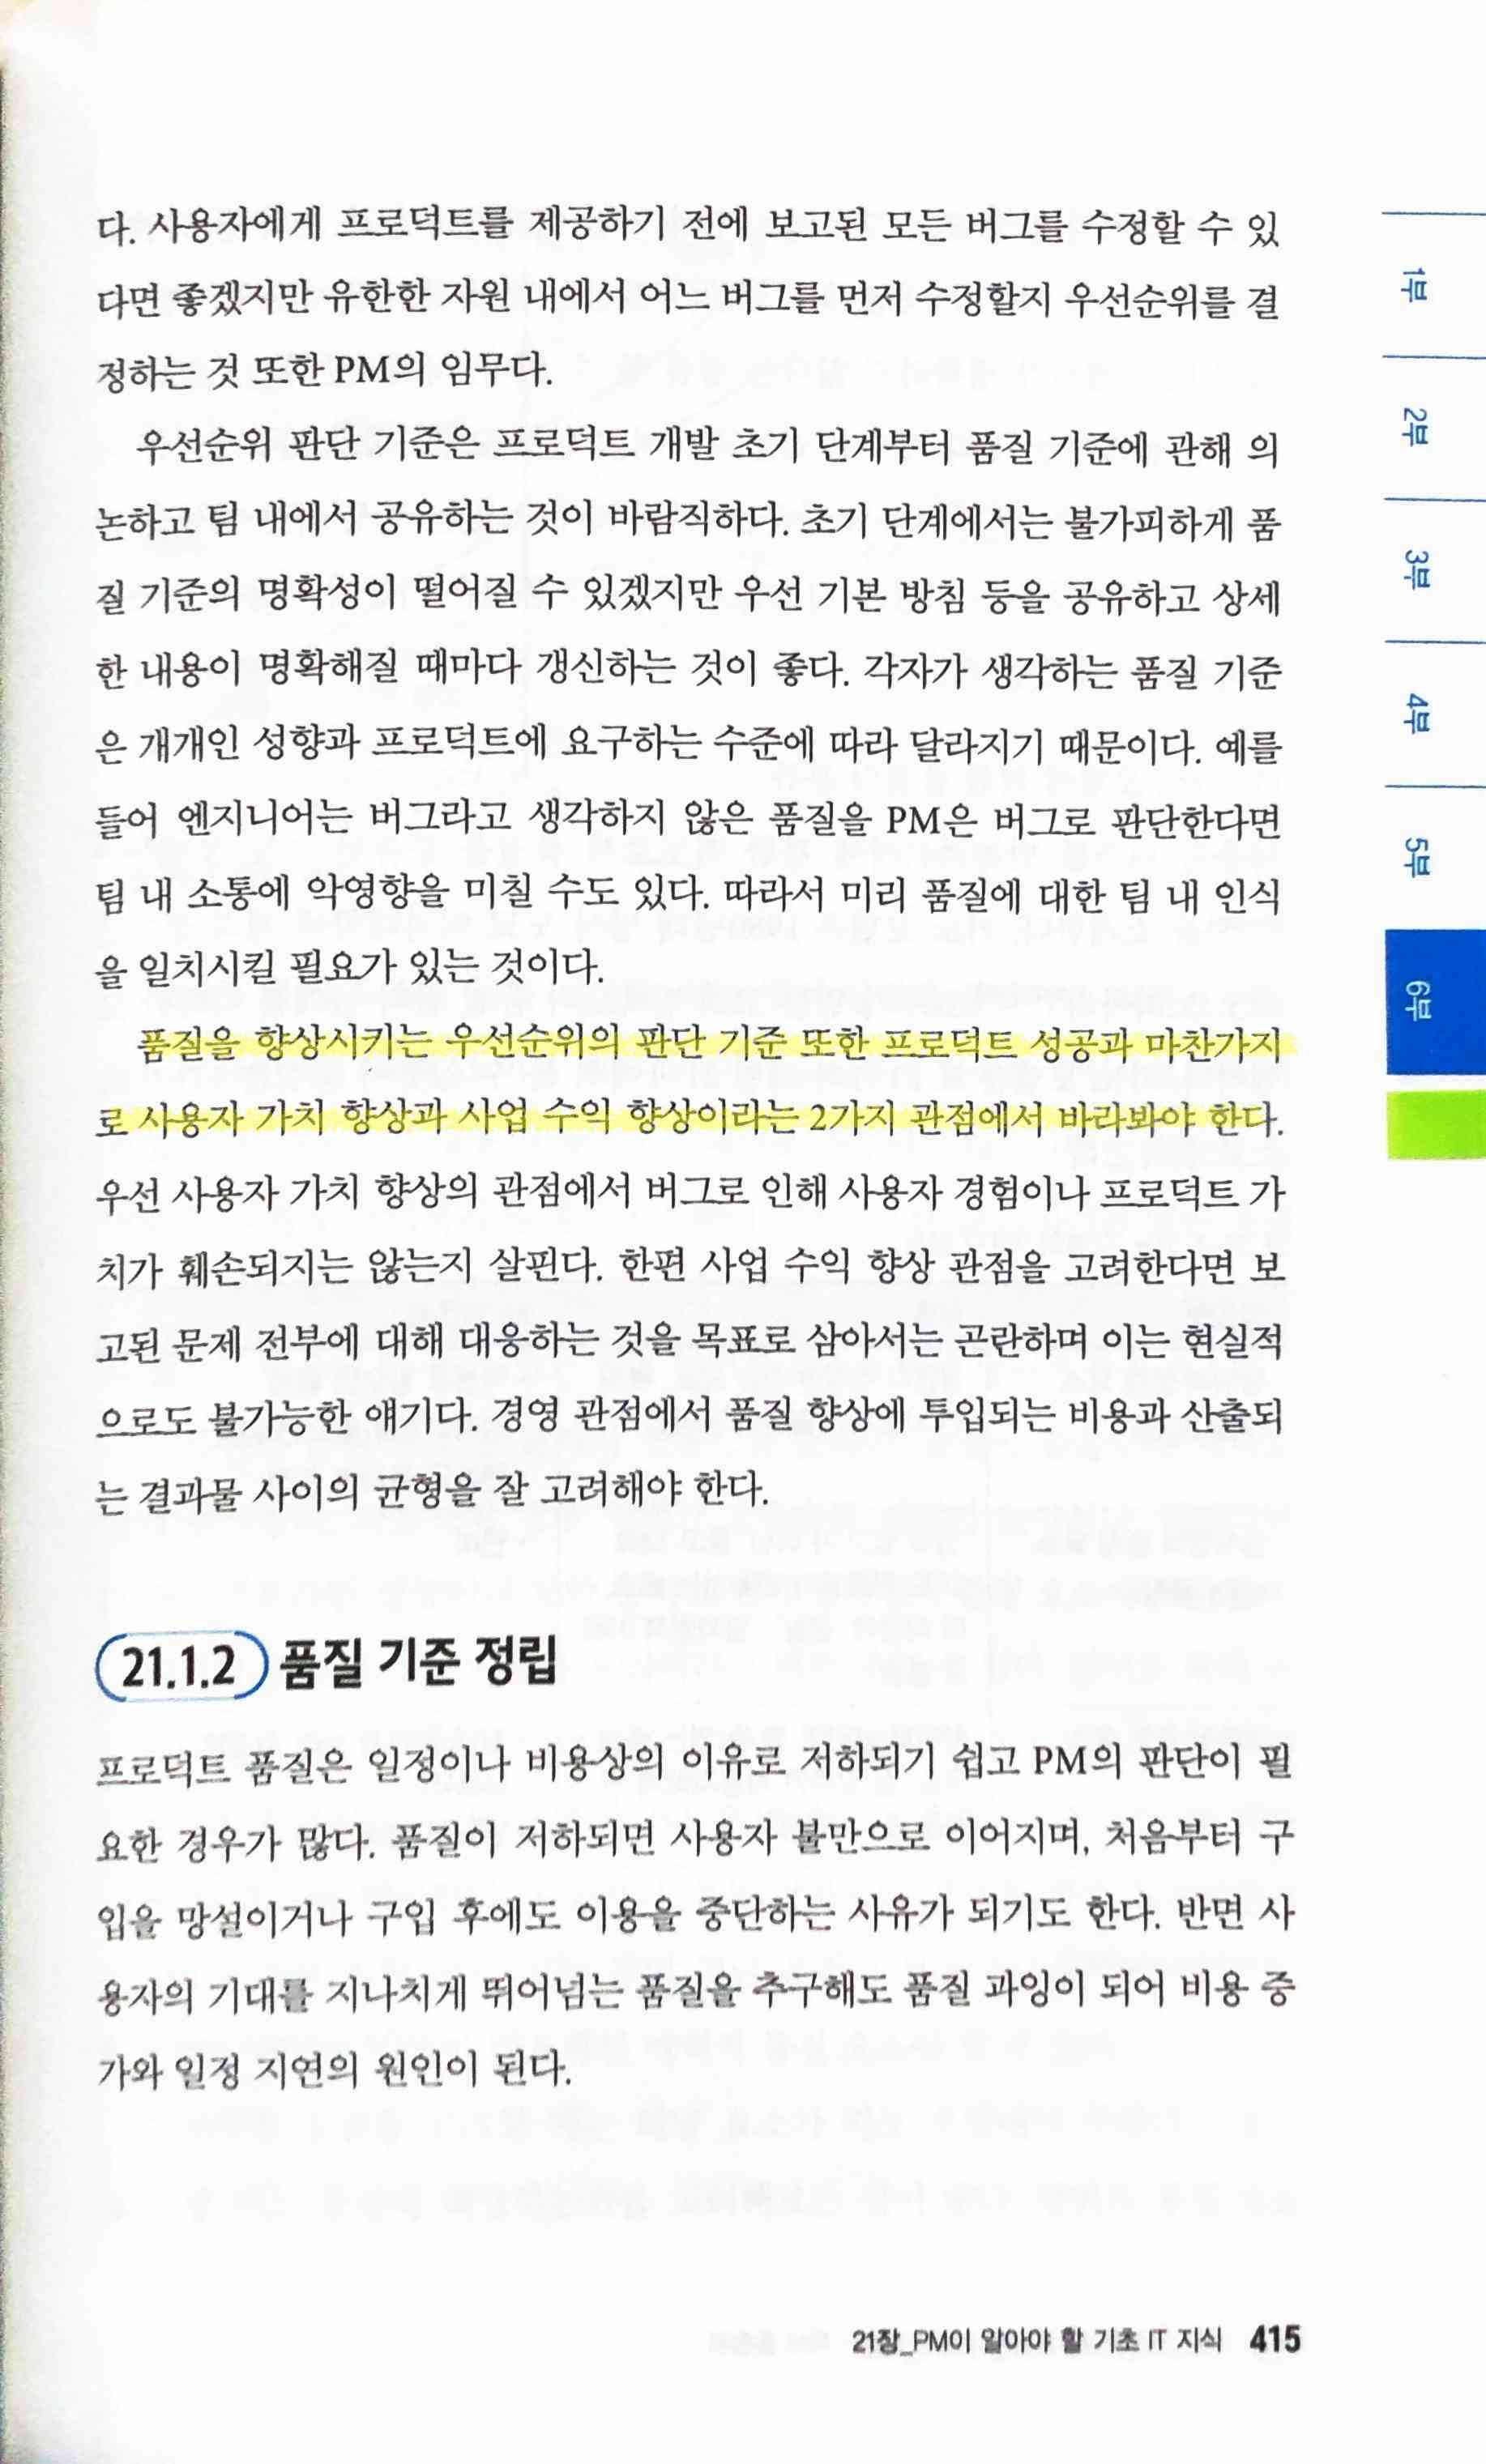 다. 사용자에게 프로덕트를 제공하기 전에 보고된 모든 버그를 수정할 수 있
다면 좋겠지만 유한한 자원 내에서 어느 버그를 먼저 수정할지 우선순위를 결
정하는 것 또한 PM의 임무다.
우선순위 판단 기준은 프로덕트 개발 초기 단계부터 품질 기준에 관해 의
논하고 팀 내에서 공유하는 것이 바람직하다. 초기 단계에서는 불가피하게 품
질 기준의 명확성이 떨어질 수 있겠지만 우선 기본 방침 등을 공유하고 상세
한 내용이 명확해질 때마다 갱신하는 것이 좋다. 각자가 생각하는 품질 기준
은 개개인 성향과 프로덕트에 요구하는 수준에 따라 달라지기 때문이다. 예를
들어 엔지니어는 버그라고 생각하지 않은 품질을 PM은 버그로 판단한다면
팀 내 소통에 악영향을 미칠 수도 있다. 따라서 미리 품질에 대한 팀 내 인식
을 일치시킬 필요가 있는 것이다.
품질을 향상시키는 우선순위의 판단 기준 또한 프로덕트 성공과 마찬가지
로 사용자 가치 향상과 사업 수익 향상이라는 2가지 관점에서 바라봐야 한다.
우선 사용자 가치 향상의 관점에서 버그로 인해 사용자 경험이나 프로덕트 가
치가 훼손되지는 않는지 살핀다. 한편 사업 수익 향상 관점을 고려한다면 보
고된 문제 전부에 대해 대응하는 것을 목표로 삼아서는 곤란하며 이는 현실적
으로도 불가능한 얘기다. 경영 관점에서 품질 향상에 투입되는 비용과 산출되
는 결과물 사이의 균형을 잘 고려해야 한다.
21.1.2 품질 기준 정립
프로덕트 품질은 일정이나 비용상의 이유로 저하되기 쉽고 PM의 판단이 필
요한 경우가 많다. 품질이 저하되면 사용자 불만으로 이어지며, 처음부터 구
입을 망설이거나 구입 후에도 이용을 중단하는 사유가 되기도 한다. 반면 사
용자의 기대를 지나치게 뛰어넘는 품질을 추구해도 품질 과잉이 되어 비용 증
가와 일정 지연의 원인이 된다.
21장_PM이 알아야 할 기초 IT 지식 415
1부
2부
3부
4부
5부
6부